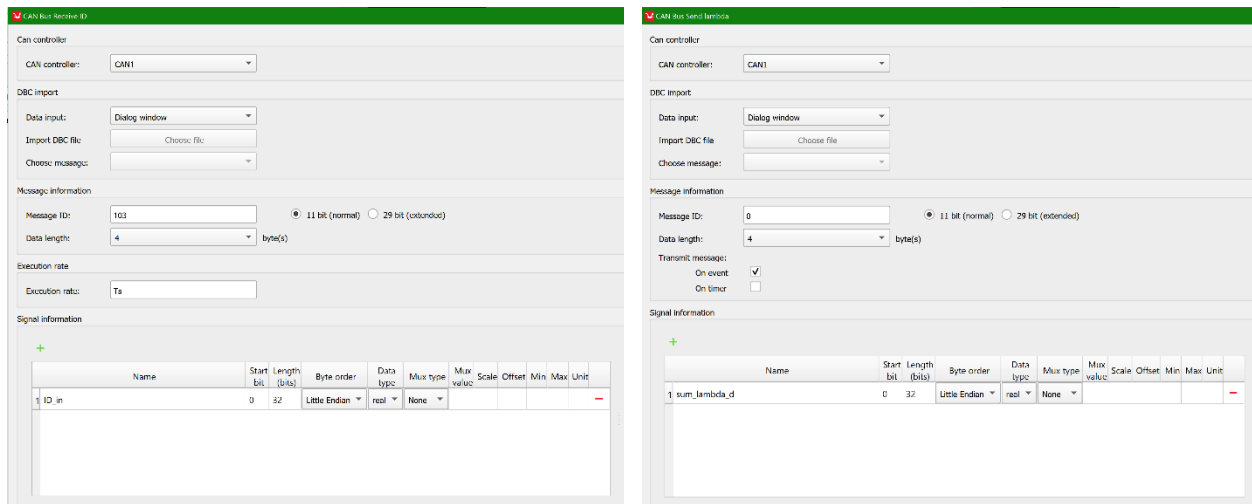 CAN Bus Receive ID
Can controller
CAN controller: CAN1
DBC import
Data input: Dialog window
Import DBC file Choose file
Choose message:
Message information
Message ID: 103 11 bit (normal) 29 bit (extended)
Data length: 4 byte(s)
Execution rate
Execution rate: Ts
Signal information
+
Name Start bit Length (bits) Byte order Data type Mux type Mux value Scale Offset Min Max Unit
1 ID_in 0 32 Little Endian real None
CAN Bus Send lambda
Can controller
CAN controller: CAN1
DBC import
Data input: Dialog window
Import DBC file Choose file
Choose message:
Message information
Message ID: 0 11 bit (normal) 29 bit (extended)
Data length: 4 byte(s)
Transmit message:
On event
On timer
Signal information
+
Name Start bit Length (bits) Byte order Data type Mux type Mux value Scale Offset Min Max Unit
1 sum_lambda_d 0 32 Little Endian real None